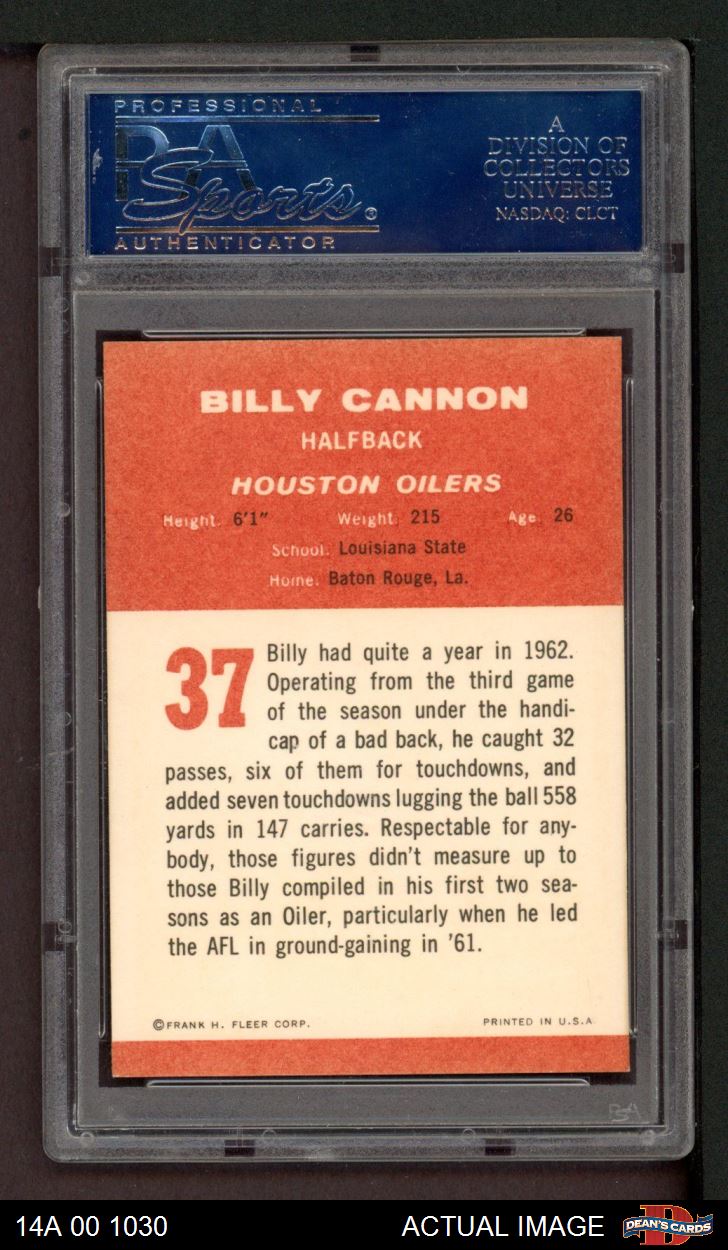 PROFESSIONAL
PSA
Sports®
AUTHENTICATOR
A
DIVISION OF
COLLECTORS
UNIVERSE
NASDAQ: CLCT
BILLY CANNON
HALFBACK
HOUSTON OILERS
Height: 6'1" Weight: 215 Age: 26
School: Louisiana State
Home: Baton Rouge, La.
37
Billy had quite a year in 1962.
Operating from the third game
of the season under the handi-
cap of a bad back, he caught 32
passes, six of them for touchdowns, and
added seven touchdowns lugging the ball 558
yards in 147 carries. Respectable for any-
body, those figures didn't measure up to
those Billy compiled in his first two sea-
sons as an Oiler, particularly when he led
the AFL in ground-gaining in '61.
©FRANK H. FLEER CORP. PRINTED IN U.S.A.
PSA
14A 00 1030 ACTUAL IMAGE DEAN'S CARDS